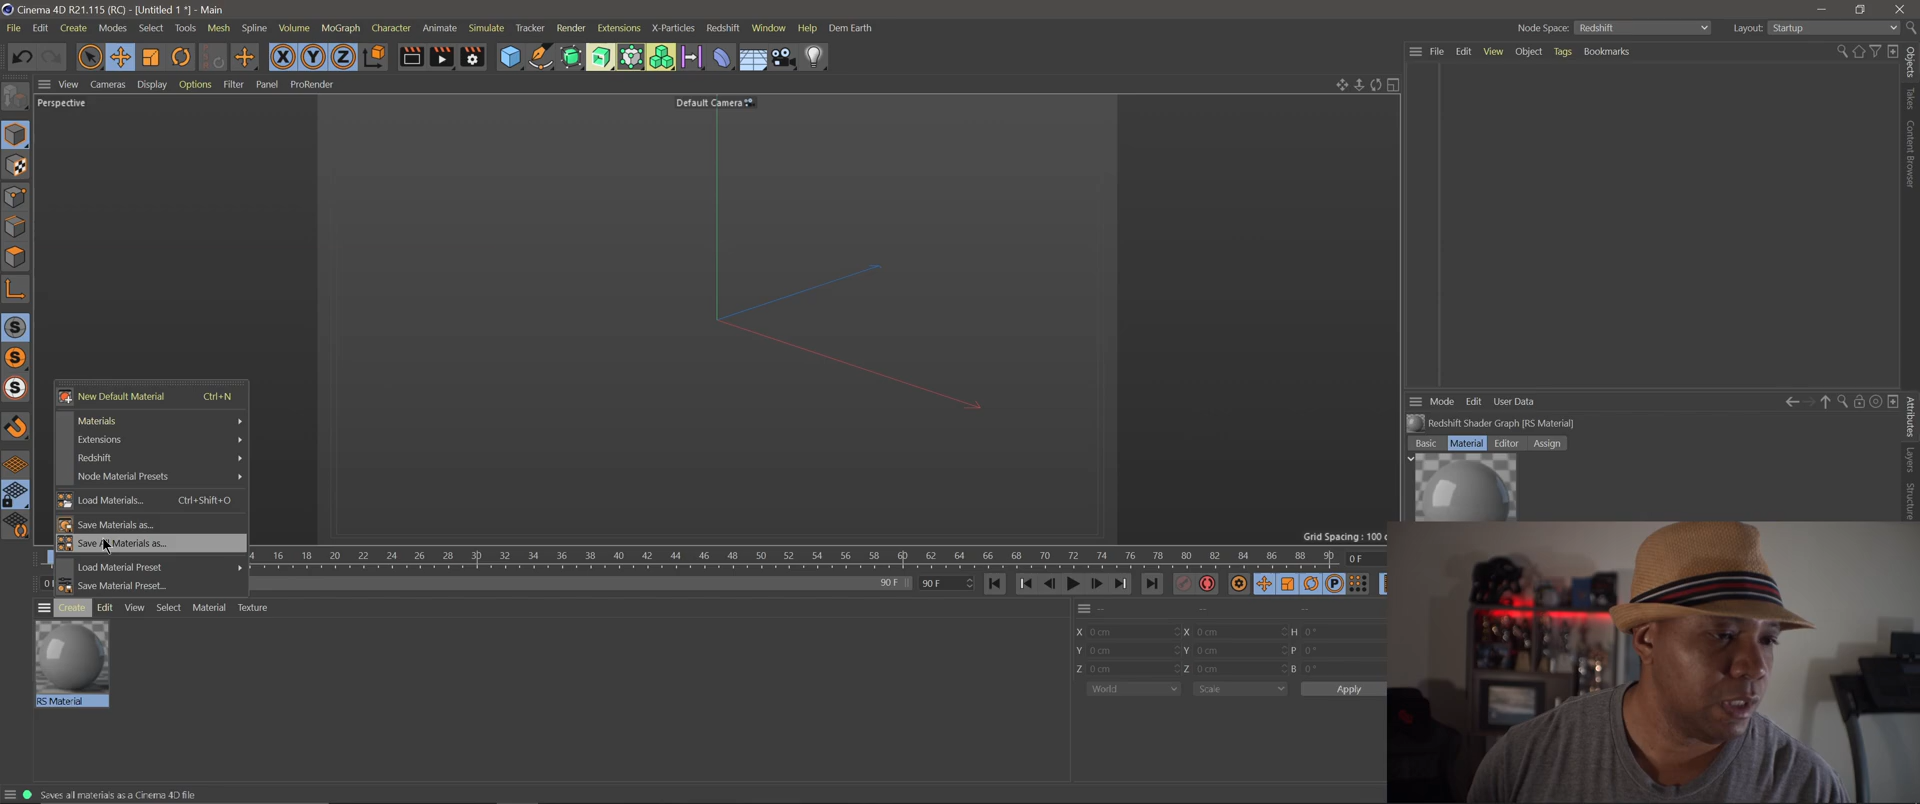 Cinema 4D R21.115 (RC) - [Untitled 1 *] - Main
File Edit Create Modes Select Tools Mesh Spline Volume MoGraph Character Animate Simulate Tracker Render Extensions X-Particles Redshift Window Help Dem Earth
Node Space: Redshift Layout: Startup
File Edit View Object Tags Bookmarks
View Cameras Display Options Filter Panel ProRender
Perspective
Default Camera
Objects
Takes
Content Browser
New Default Material Ctrl+N
Materials
Extensions
Redshift
Node Material Presets
Load Materials... Ctrl+Shift+O
Save Materials as...
Save All Materials as...
Load Material Preset
Save Material Preset...
Grid Spacing : 100 c
Mode Edit User Data
Redshift Shader Graph [RS Material]
Basic Material Editor Assign
Attributes
Layers
Structure
14 16 18 20 22 24 26 28 30 32 34 36 38 40 42 44 46 48 50 52 54 56 58 60 62 64 66 68 70 72 74 76 78 80 82 84 86 88 90 0 F
90 F 90 F
Create Edit View Select Material Texture
RS Material
-- -- --
X 0 cm X 0 cm H 0 °
Y 0 cm Y 0 cm P 0 °
Z 0 cm Z 0 cm B 0 °
World Scale Apply
Saves all materials as a Cinema 4D file